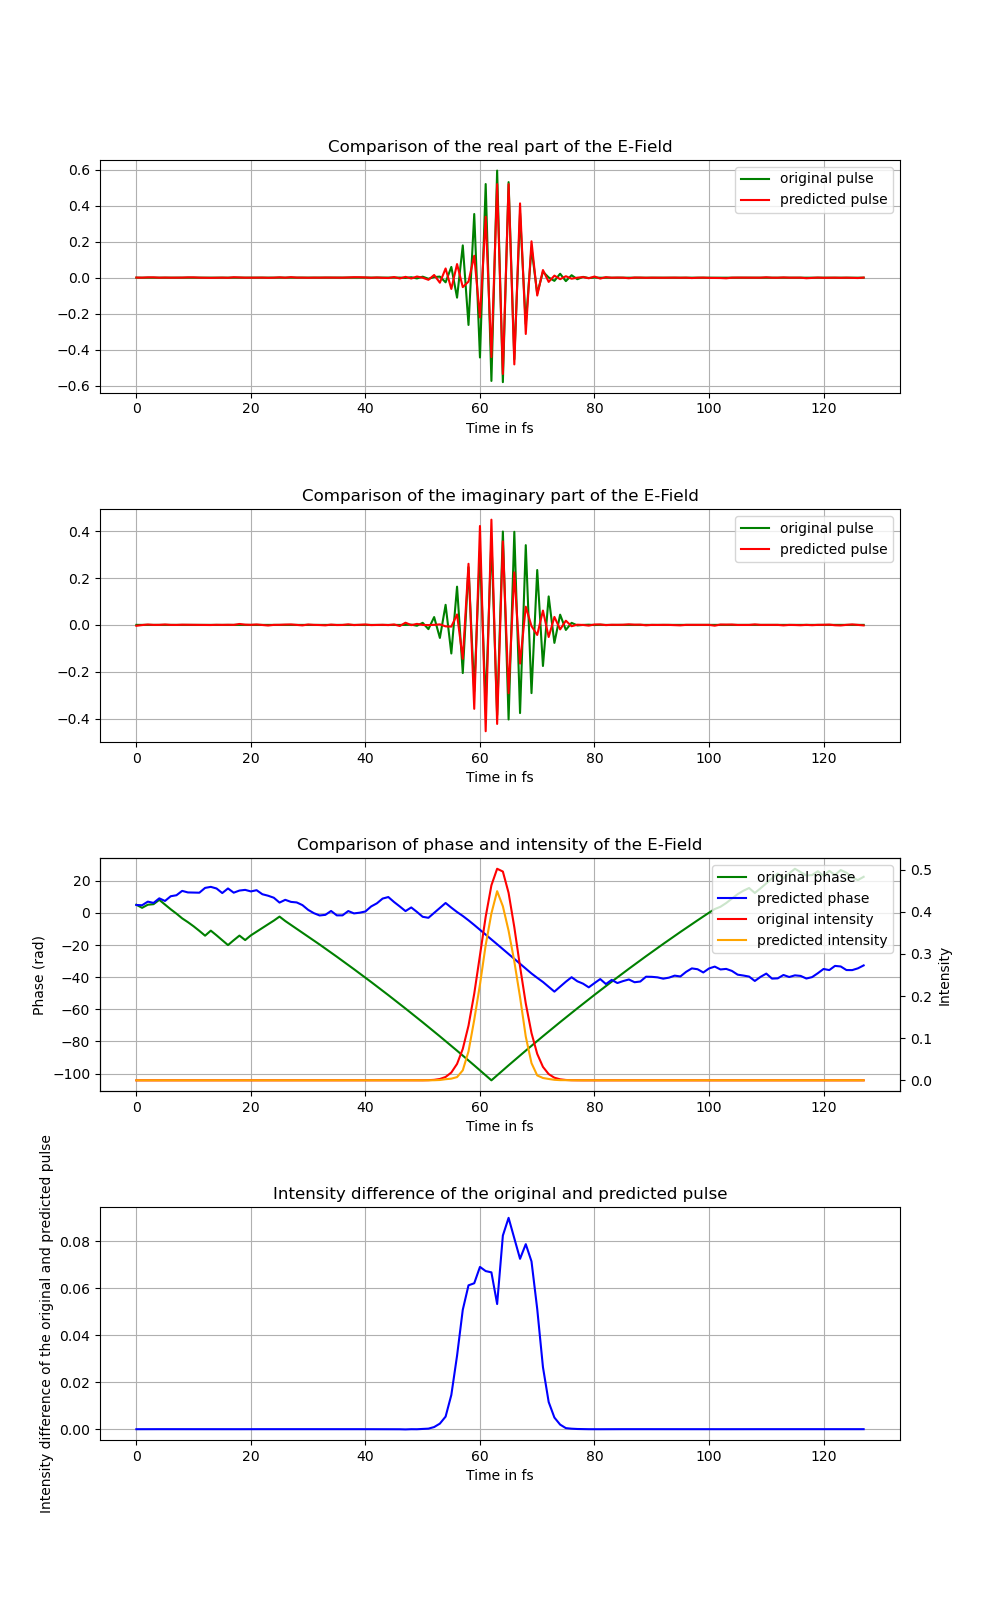 Comparison of the real part of the E-Field
0.6
0.4
0.2
0.0
−0.2
−0.4
−0.6
original pulse
predicted pulse
0 20 40 60 80 100 120
Time in fs
Comparison of the imaginary part of the E-Field
0.4
0.2
0.0
−0.2
−0.4
original pulse
predicted pulse
0 20 40 60 80 100 120
Time in fs
Comparison of phase and intensity of the E-Field
Phase (rad)
20
0
−20
−40
−60
−80
−100
original phase
predicted phase
original intensity
predicted intensity
0.5
0.4
0.3
0.2
0.1
0.0
Intensity
0 20 40 60 80 100 120
Time in fs
Intensity difference of the original and predicted pulse
Intensity difference of the original and predicted pulse
0.08
0.06
0.04
0.02
0.00
0 20 40 60 80 100 120
Time in fs